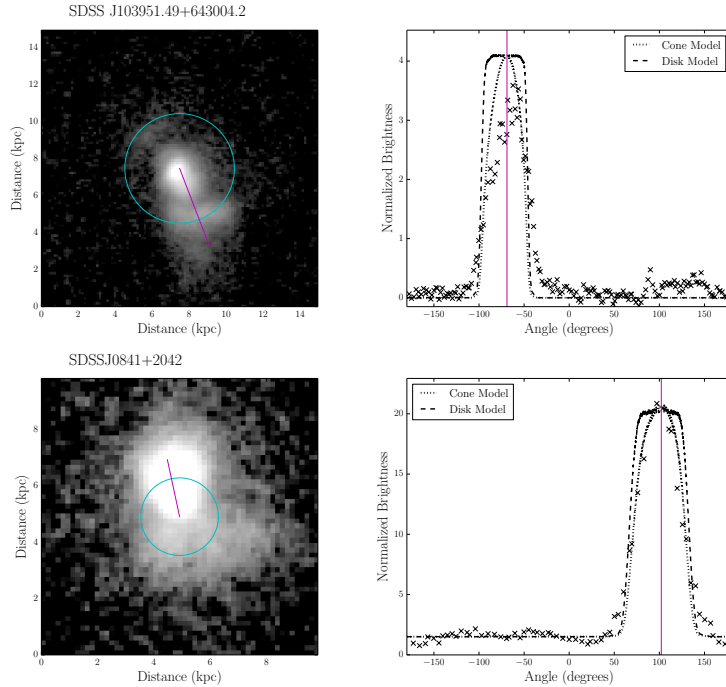 SDSS J103951.49+643004.2
Distance (kpc)
14
12
10
8
6
4
2
0
0 2 4 6 8 10 12 14
Distance (kpc)
Normalized Brightness
4
3
2
1
0
Cone Model
Disk Model
−150 −100 −50 0 50 100 150
Angle (degrees)
SDSSJ0841+2042
Distance (kpc)
8
6
4
2
0
0 2 4 6 8
Distance (kpc)
Normalized Brightness
20
15
10
5
0
Cone Model
Disk Model
−150 −100 −50 0 50 100 150
Angle (degrees)